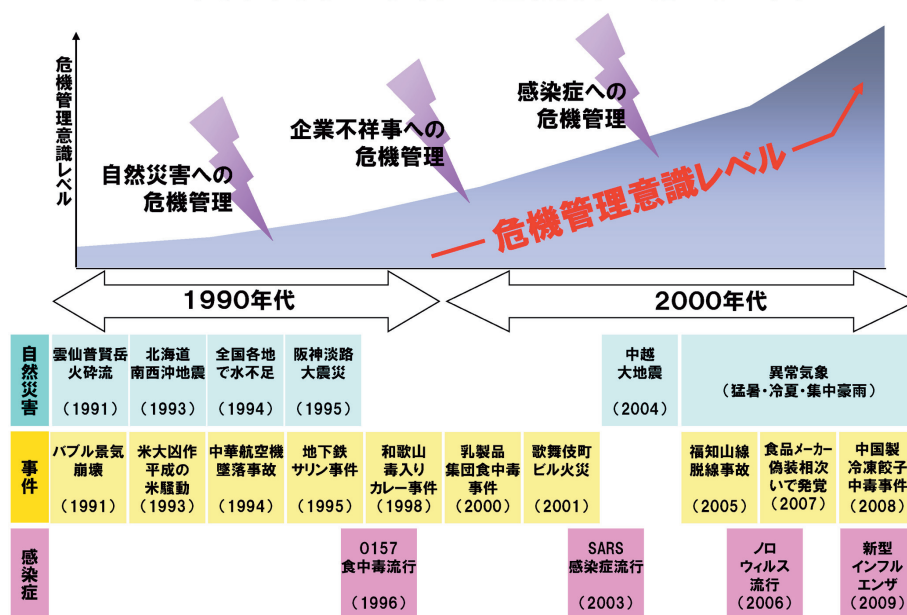 危機管理意識レベル
自然災害への
危機管理
企業不祥事への
危機管理
感染症への
危機管理
危機管理意識レベル
1990年代
2000年代
自然災害
雲仙普賢岳
火砕流
(1991)
北海道
南西沖地震
(1993)
全国各地
で水不足
(1994)
阪神淡路
大震災
(1995)
中越
大地震
(2004)
異常気象
(猛暑・冷夏・集中豪雨)
事件
バブル景気
崩壊
(1991)
米大凶作
平成の
米騒動
(1993)
中華航空機
墜落事故
(1994)
地下鉄
サリン事件
(1995)
和歌山
毒入り
カレー事件
(1998)
乳製品
集団食中毒
事件
(2000)
歌舞伎町
ビル火災
(2001)
福知山線
脱線事故
(2005)
食品メーカー
偽装相次
いで発覚
(2007)
中国製
冷凍餃子
中毒事件
(2008)
感染症
O157
食中毒流行
(1996)
SARS
感染症流行
(2003)
ノロ
ウィルス
流行
(2006)
新型
インフル
エンザ
(2009)